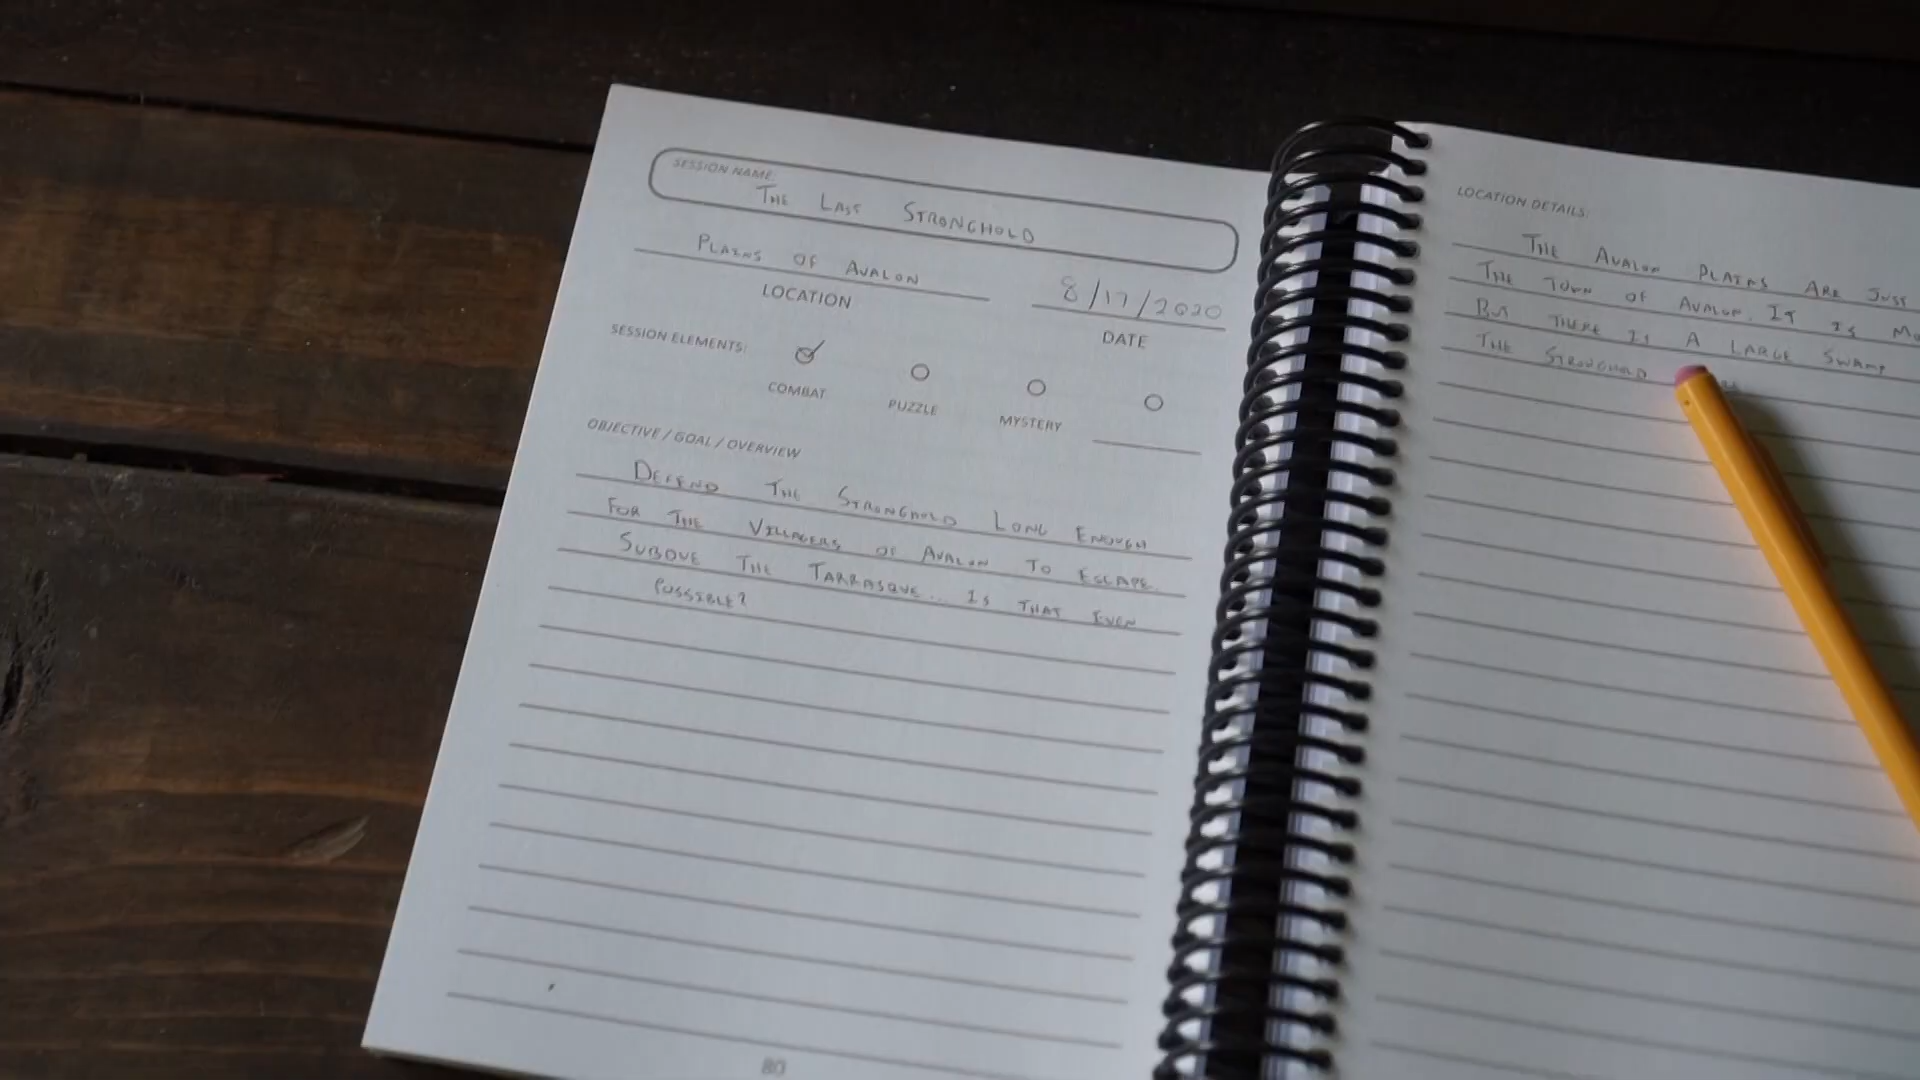 SESSION NAME:
THE LAST STRONGHOLD
PLAINS OF AVALON
8/17/2020
LOCATION
DATE
SESSION ELEMENTS:
COMBAT
PUZZLE
MYSTERY
OBJECTIVE / GOAL / OVERVIEW
DEFEND THE STRONGHOLD LONG ENOUGH
FOR THE VILLAGERS OF AVALON TO ESCAPE.
SUBDUE THE TARRASQUE... IS THAT EVEN
POSSIBLE?
80
LOCATION DETAILS:
THE AVALON PLAINS ARE JUST
THE TOWN OF AVALON. IT IS
BUT THERE IS A LARGE SWAMP
THE STRONGHOLD